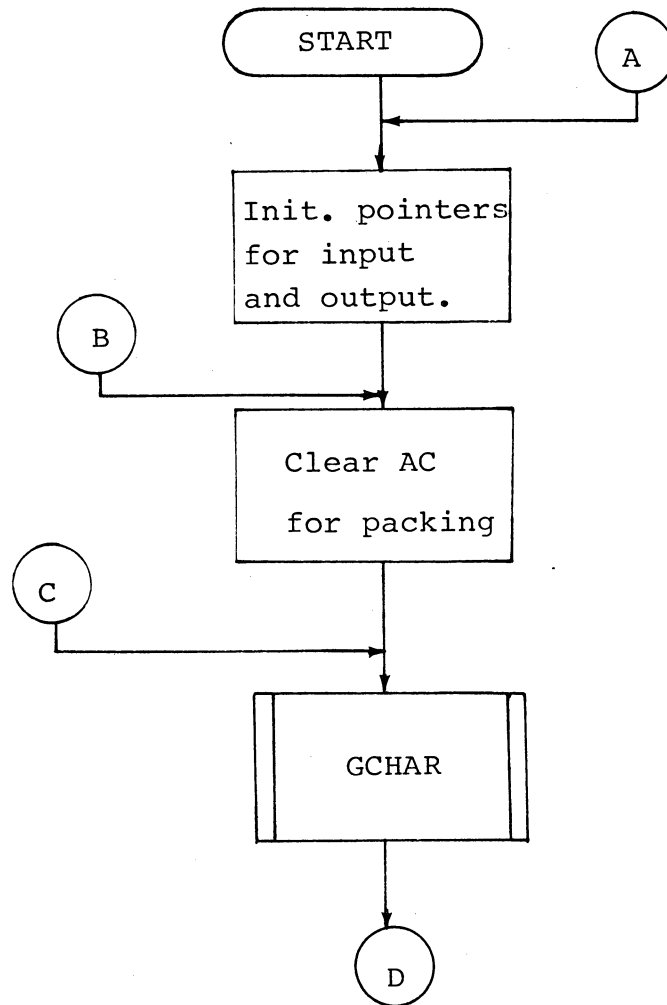 START
A
Init. pointers
for input
and output.
B
Clear AC
for packing
C
GCHAR
D